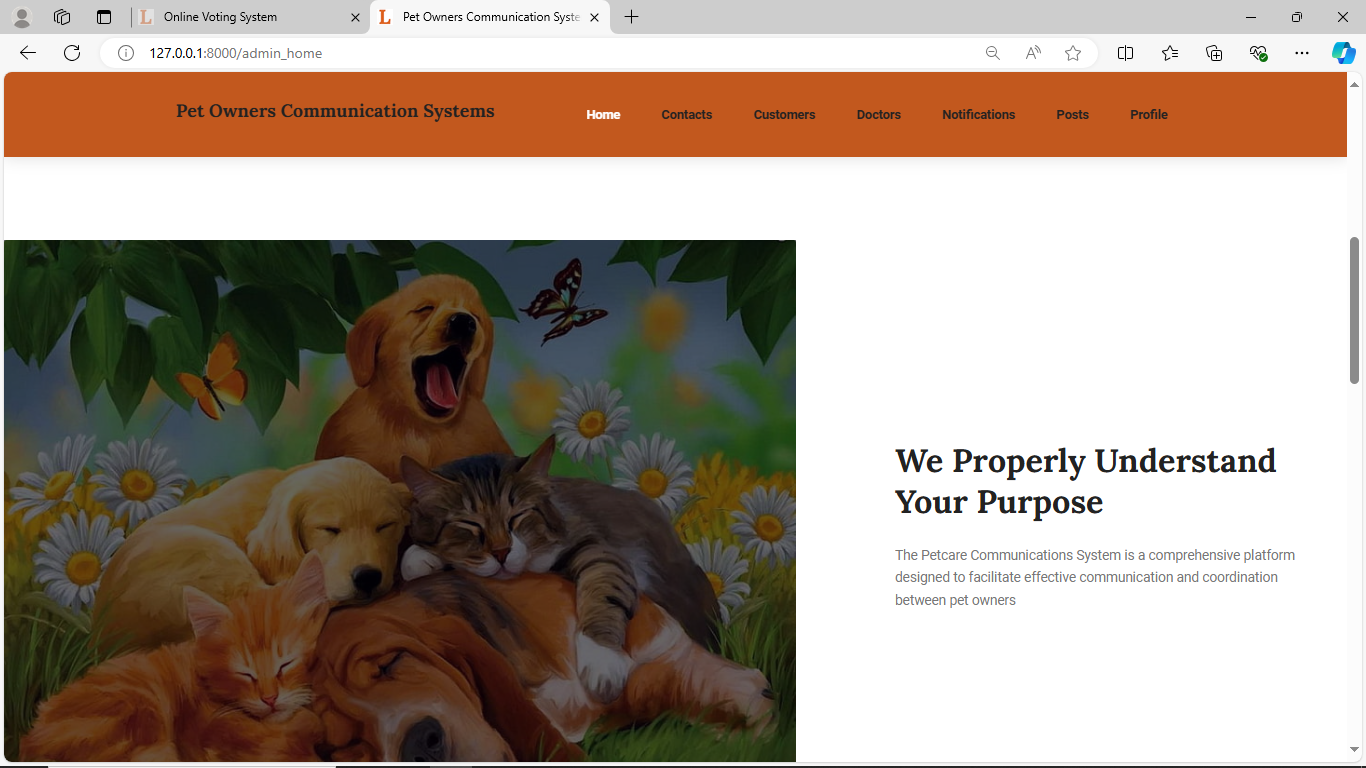 Online Voting System
Pet Owners Communication Syste
127.0.0.1:8000/admin_home
Pet Owners Communication Systems
Home Contacts Customers Doctors Notifications Posts Profile
We Properly Understand
Your Purpose
The Petcare Communications System is a comprehensive platform
designed to facilitate effective communication and coordination
between pet owners